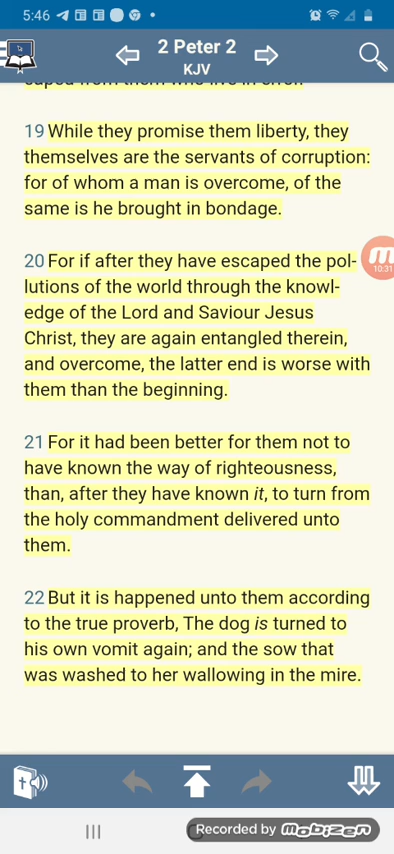 5:46
2 Peter 2
KJV
19 While they promise them liberty, they
themselves are the servants of corruption:
for of whom a man is overcome, of the
same is he brought in bondage.
20 For if after they have escaped the pol-
lutions of the world through the knowl-
edge of the Lord and Saviour Jesus
Christ, they are again entangled therein,
and overcome, the latter end is worse with
them than the beginning.
10:31
21 For it had been better for them not to
have known the way of righteousness,
than, after they have known it, to turn from
the holy commandment delivered unto
them.
22 But it is happened unto them according
to the true proverb, The dog is turned to
his own vomit again; and the sow that
was washed to her wallowing in the mire.
Recorded by mobizen